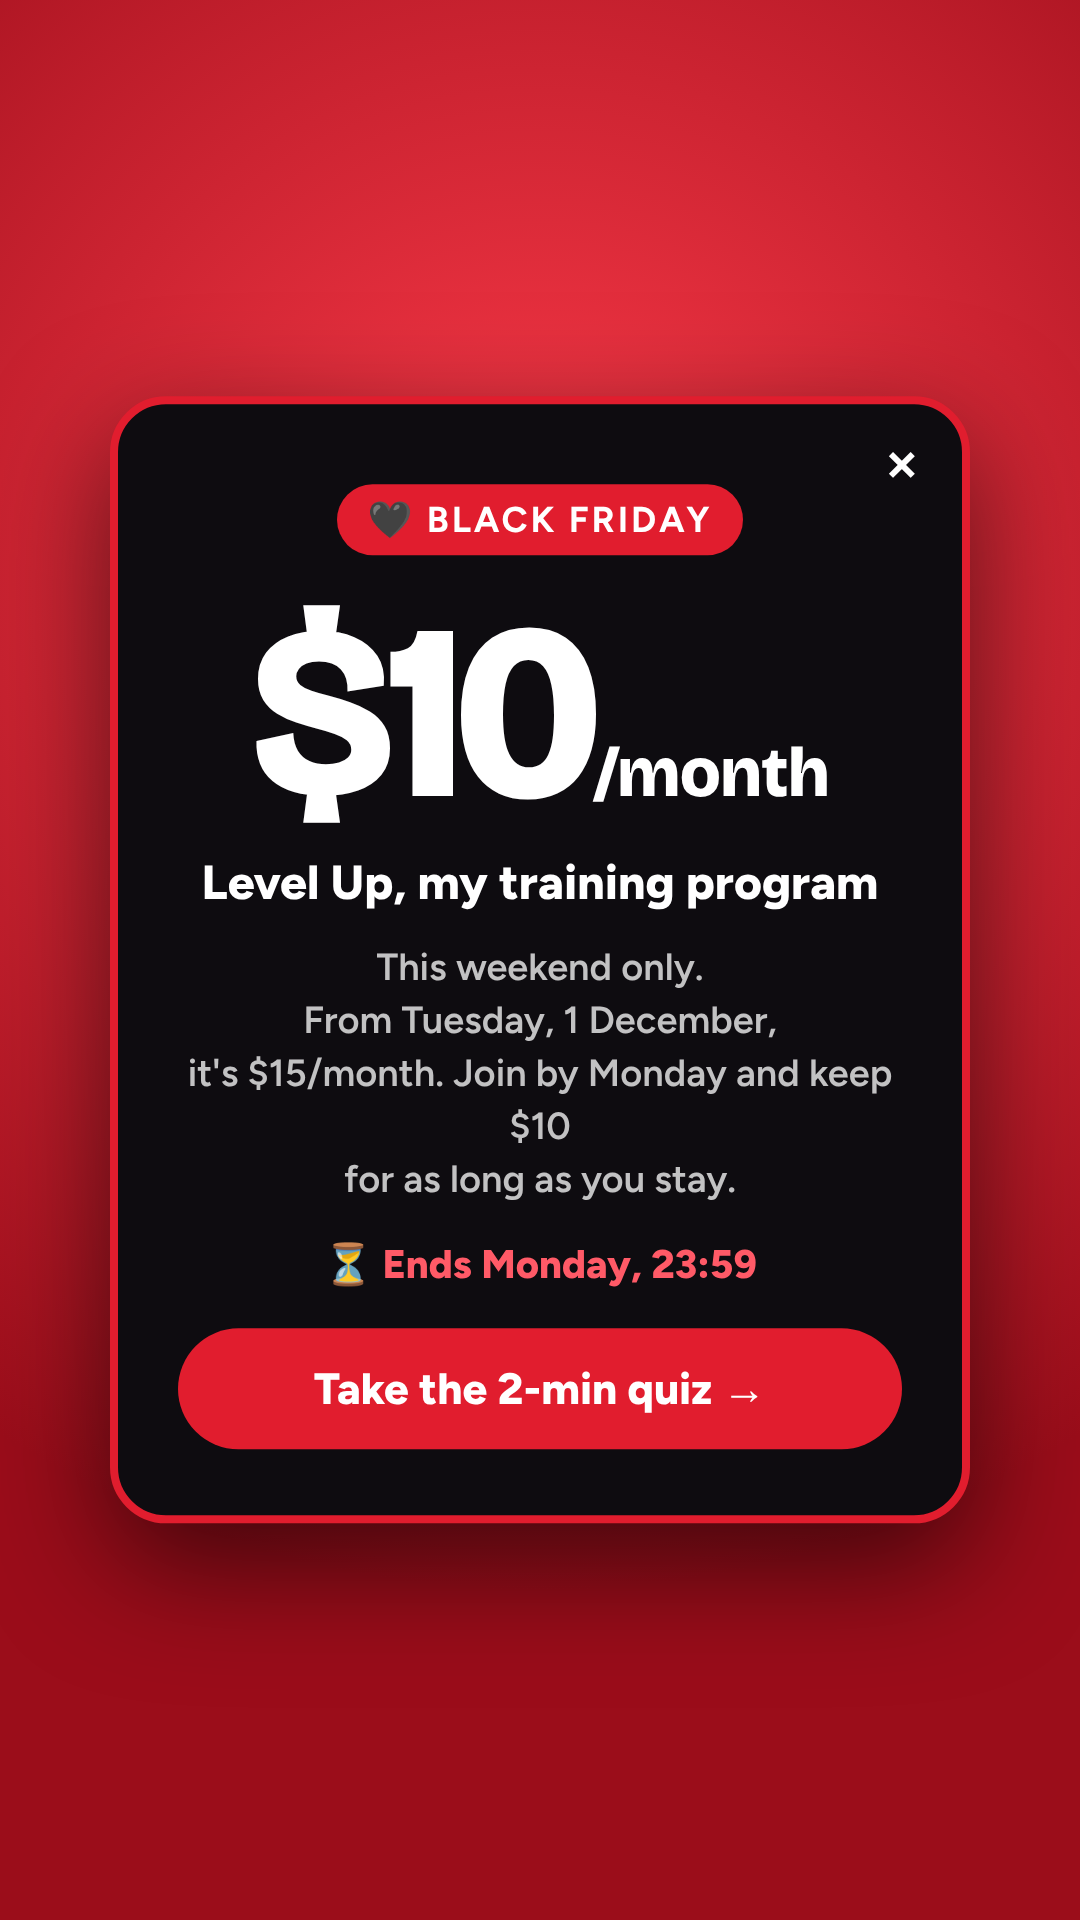 ×
🖤 BLACK FRIDAY
$10/month
Level Up, my training program
This weekend only.
From Tuesday, 1 December,
it's $15/month. Join by Monday and keep
$10
for as long as you stay.
⏳ Ends Monday, 23:59
Take the 2-min quiz →